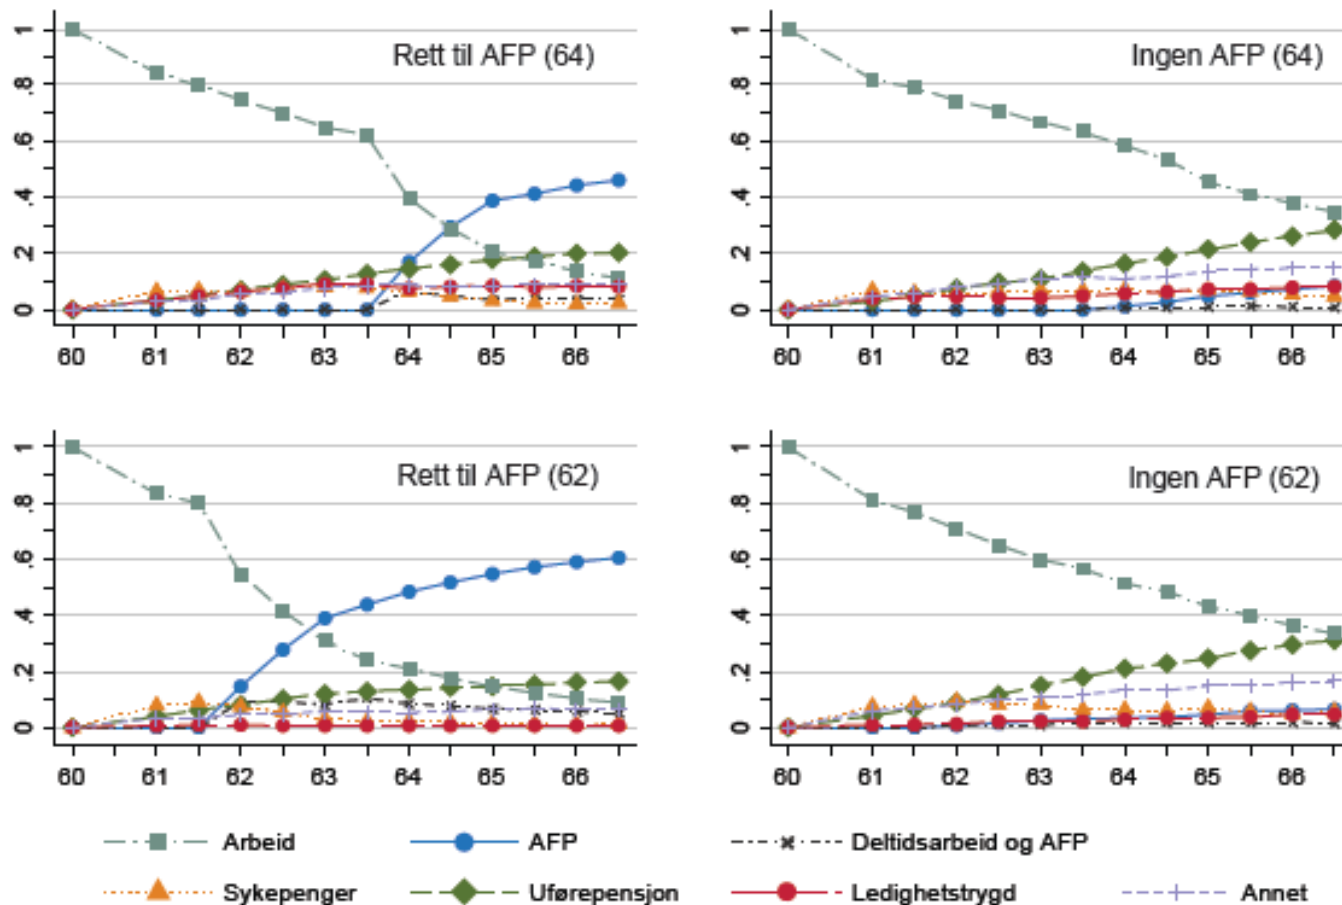 Rett til AFP (64)
1
.8
.6
.4
.2
0
60 61 62 63 64 65 66
Ingen AFP (64)
1
.8
.6
.4
.2
0
60 61 62 63 64 65 66
Rett til AFP (62)
1
.8
.6
.4
.2
0
60 61 62 63 64 65 66
Ingen AFP (62)
1
.8
.6
.4
.2
0
60 61 62 63 64 65 66
Arbeid AFP Deltidsarbeid og AFP
Sykepenger Uførepensjon Ledighetstrygd Annet